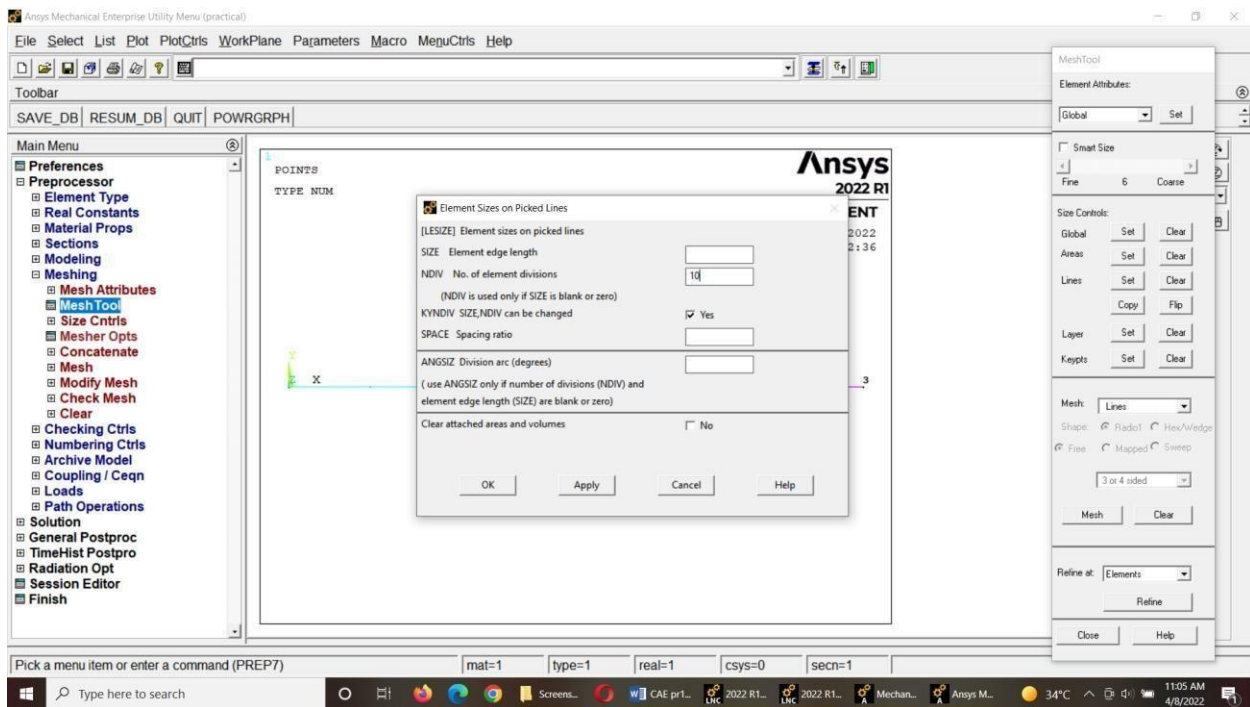 Ansys Mechanical Enterprise Utility Menu (practical)
File Select List Plot PlotCtrls WorkPlane Parameters Macro MenuCtrls Help
Toolbar
SAVE_DB RESUM_DB QUIT POWRGRPH
Main Menu
Preferences
Preprocessor
Element Type
Real Constants
Material Props
Sections
Modeling
Meshing
Mesh Attributes
MeshTool
Size Cntrls
Mesher Opts
Concatenate
Mesh
Modify Mesh
Check Mesh
Clear
Checking Ctrls
Numbering Ctrls
Archive Model
Coupling / Ceqn
Loads
Path Operations
Solution
General Postproc
TimeHist Postpro
Radiation Opt
Session Editor
Finish
1
POINTS
TYPE NUM
Ansys
2022 R1
ENT
2022
2:36
Y
Z X
3
Element Sizes on Picked Lines
[LESIZE] Element sizes on picked lines
SIZE Element edge length
NDIV No. of element divisions 10
(NDIV is used only if SIZE is blank or zero)
KYNDIV SIZE,NDIV can be changed Yes
SPACE Spacing ratio
ANGSIZ Division arc (degrees)
( use ANGSIZ only if number of divisions (NDIV) and
element edge length (SIZE) are blank or zero)
Clear attached areas and volumes No
OK Apply Cancel Help
MeshTool
Element Attributes:
Global Set
Smart Size
Fine 6 Coarse
Size Controls:
Global Set Clear
Areas Set Clear
Lines Set Clear
Copy Flip
Layer Set Clear
Keypts Set Clear
Mesh: Lines
Shape: Radio1 Hex/Wedge
Free Mapped Sweep
3 or 4 sided
Mesh Clear
Refine at: Elements
Refine
Close Help
Pick a menu item or enter a command (PREP7) mat=1 type=1 real=1 csys=0 secn=1
Type here to search Screens... CAE pr1... 2022 R1... 2022 R1... Mechan... Ansys M... 34°C 11:05 AM
4/8/2022